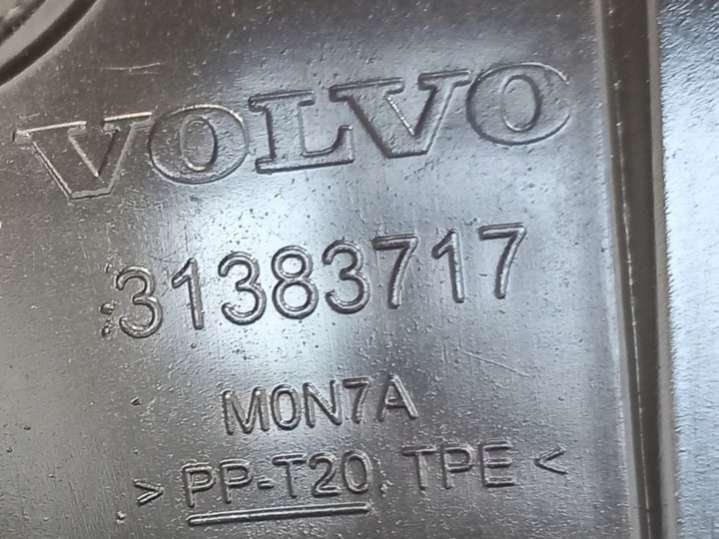 VOLVO
31383717
M0N7A
>PP-T20, TPE<